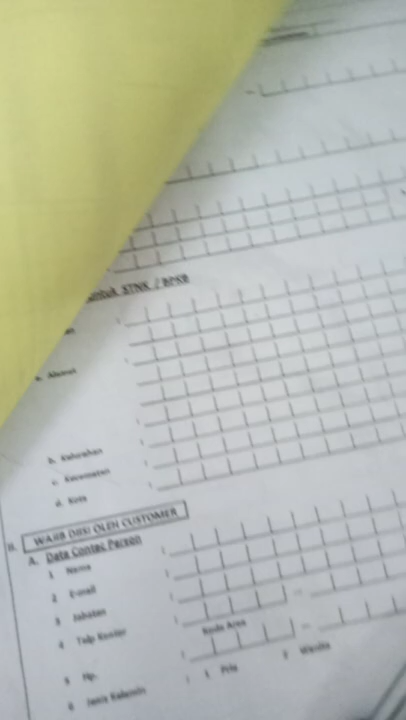 untuk STNK / BPKB
a. Alamat
b. Kelurahan
c. Kecamatan
d. Kota
II. WAJIB DIISI OLEH CUSTOMER
A. Data Contac Person
1 Nama
2 E-mail
3 Jabatan
4 Telp Kantor
Kode Area
5 Hp.
6 Jenis Kelamin : 1 Pria 2 Wanita